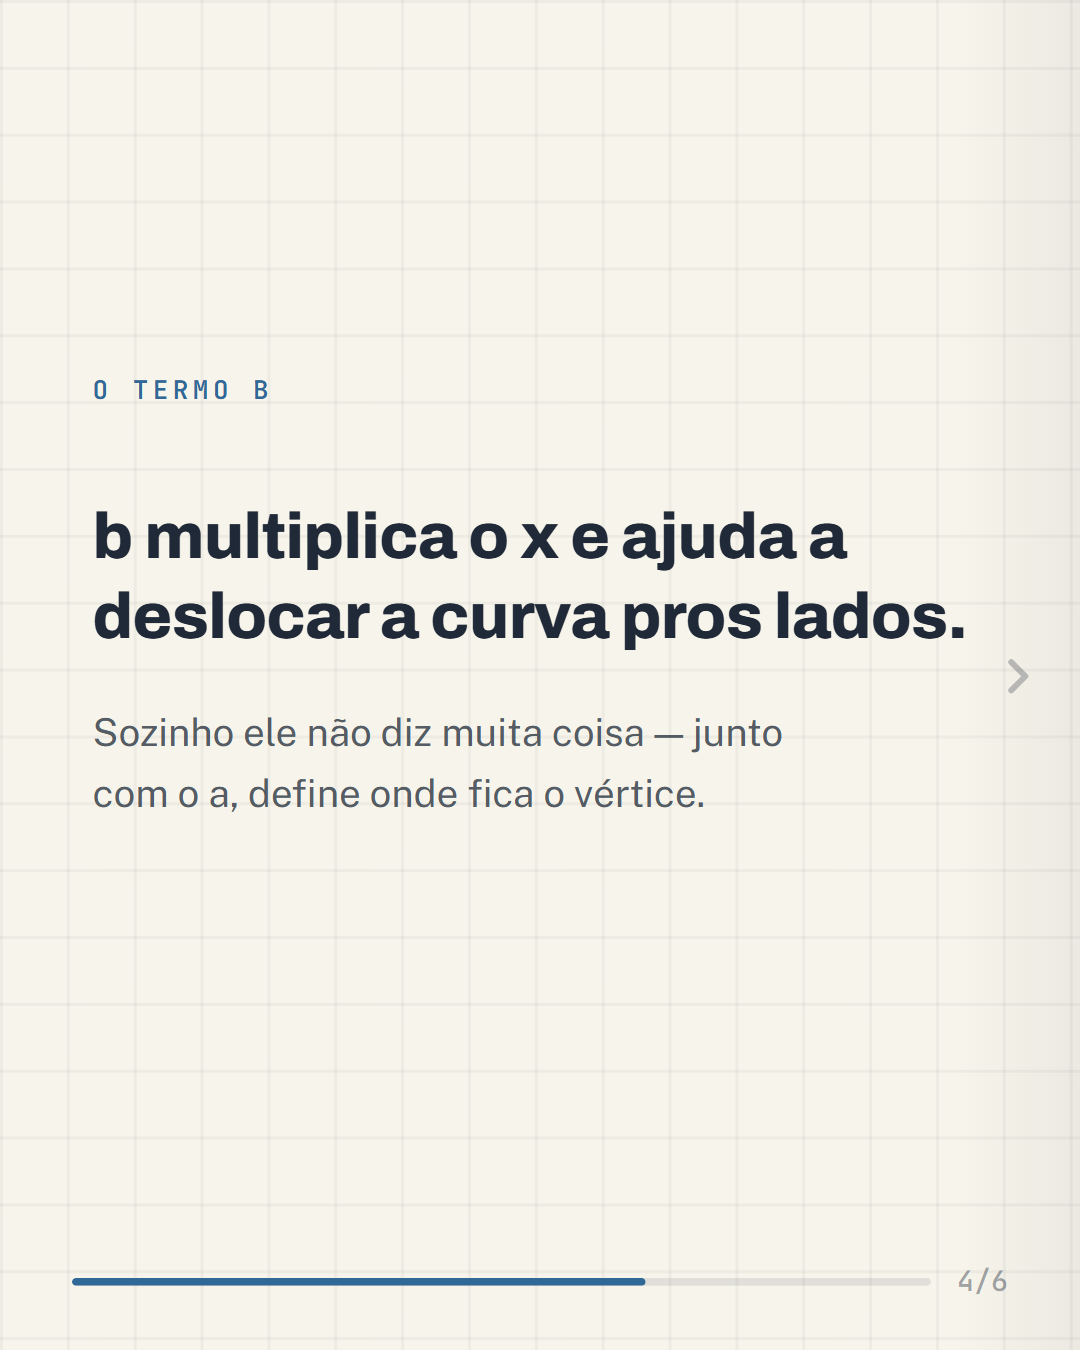 O TERMO B
b multiplica o x e ajuda a
deslocar a curva pros lados.
Sozinho ele não diz muita coisa — junto
com o a, define onde fica o vértice.
4/6